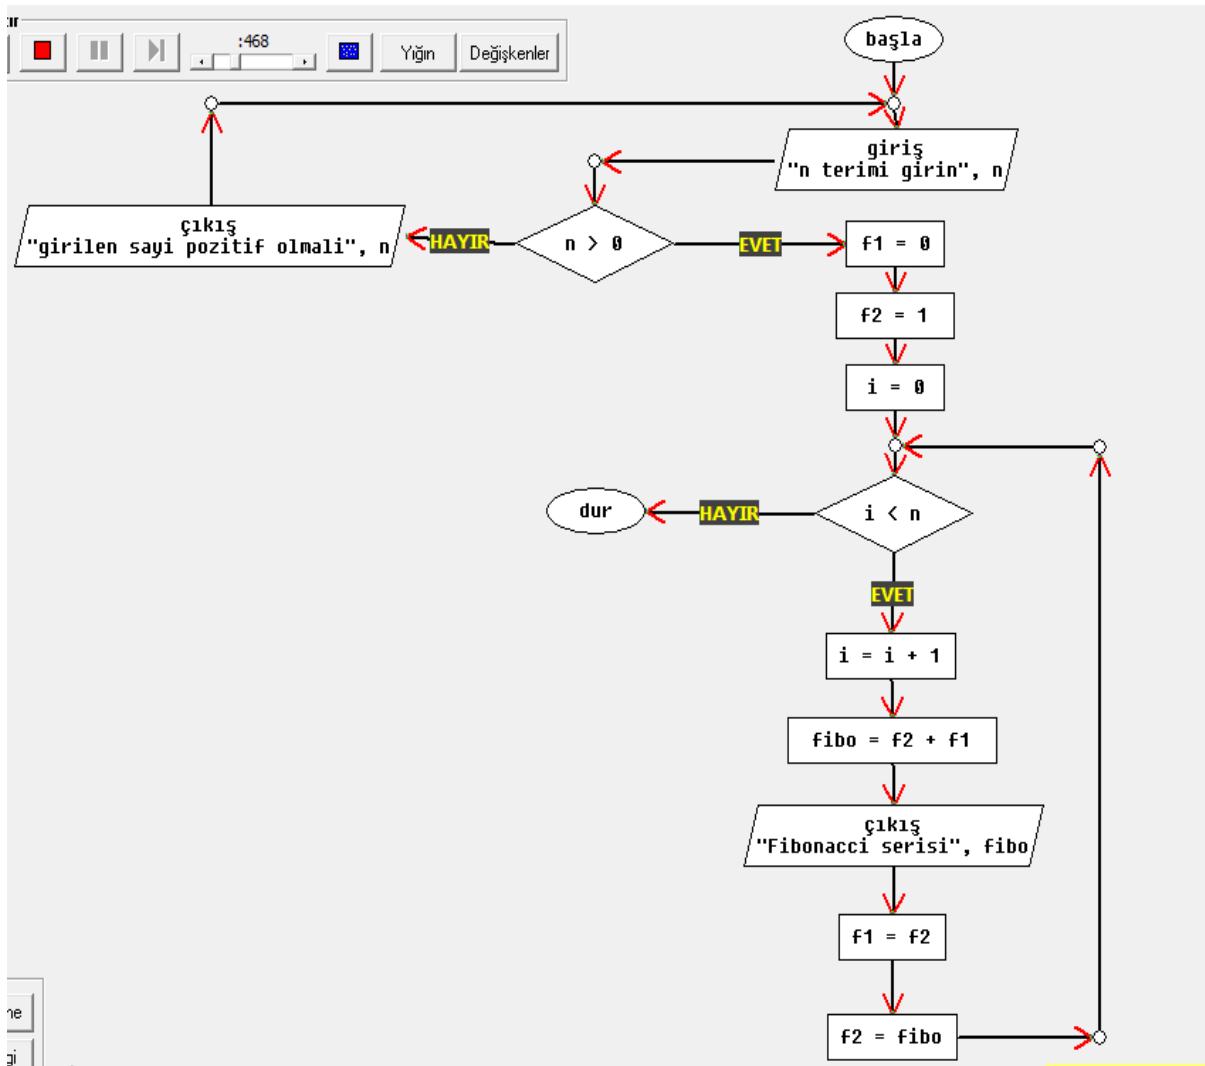 :468
Yığın
Değişkenler
başla
giriş
"n terimi girin", n
çıkış
"girilen sayi pozitif olmali", n
HAYIR
n > 0
EVET
f1 = 0
f2 = 1
i = 0
dur
HAYIR
i < n
EVET
i = i + 1
fibo = f2 + f1
çıkış
"Fibonacci serisi", fibo
f1 = f2
f2 = fibo